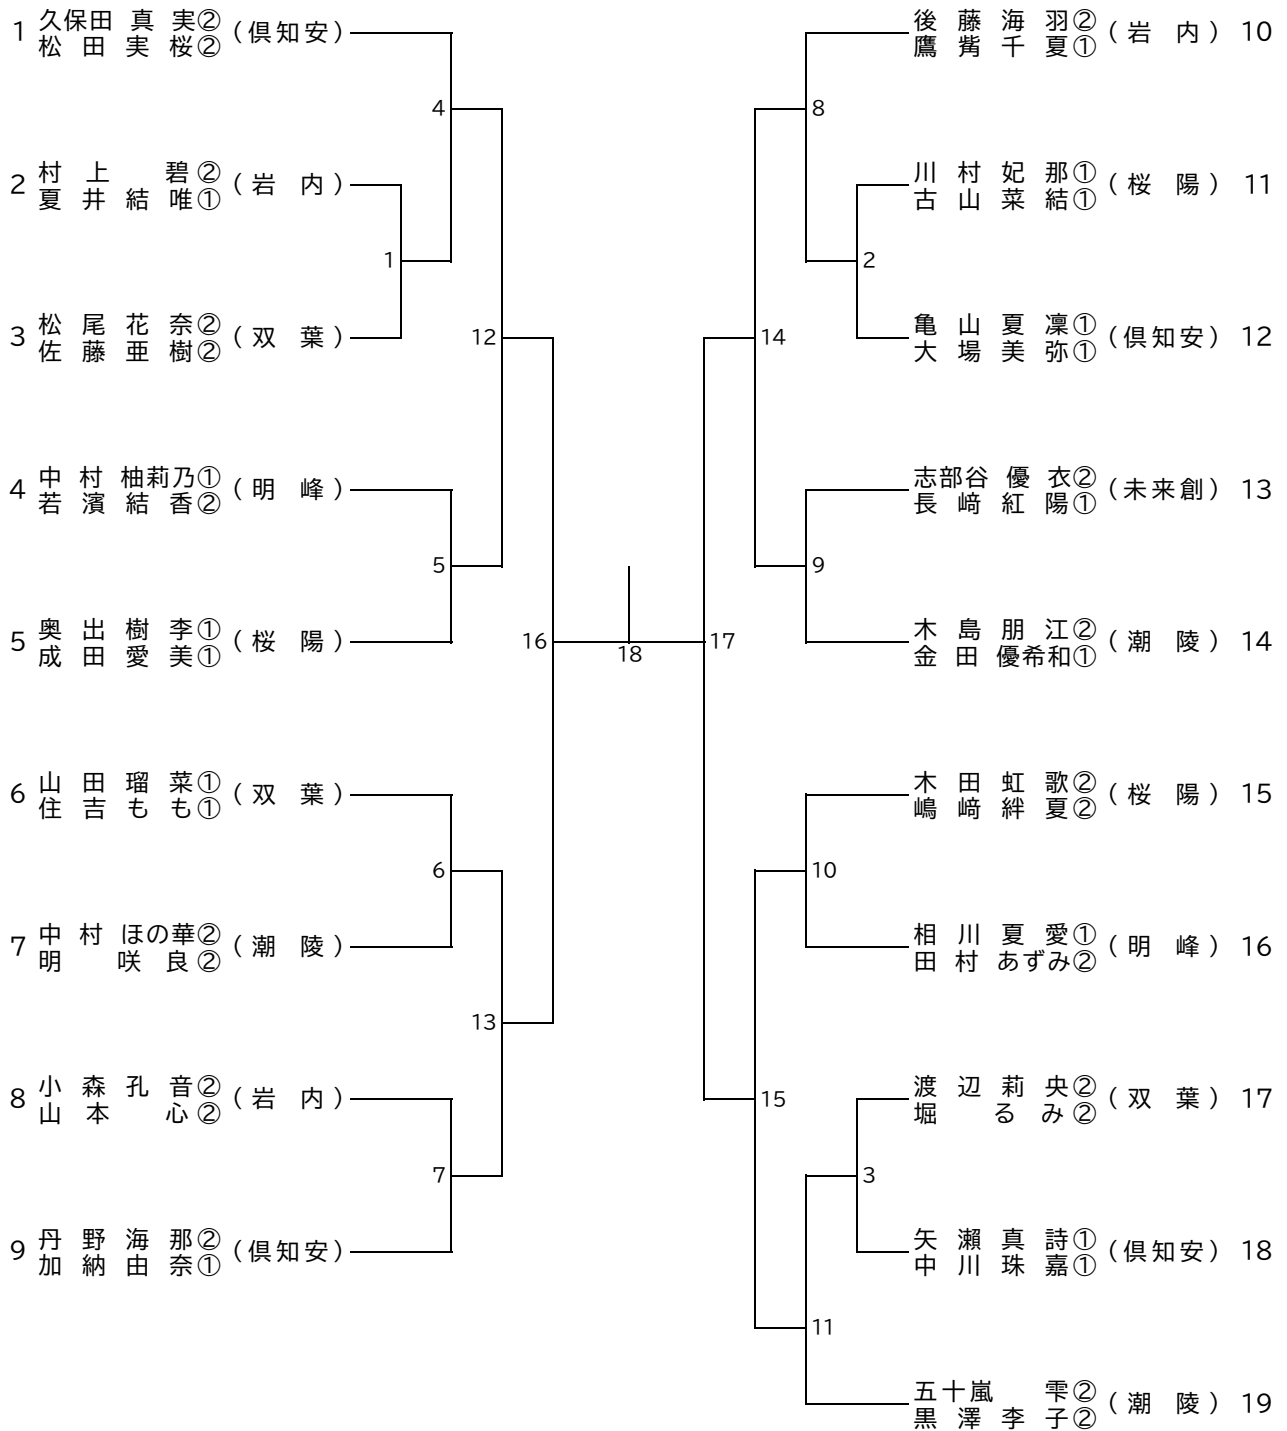 1 久保田 真 実② (倶知安)
松 田 実 桜②
4
2 村 上 碧② (岩 内)
夏 井 結 唯①
1
3 松 尾 花 奈② (双 葉)
佐 藤 亜 樹②
12
4 中 村 柚莉乃① (明 峰)
若 濱 結 香②
5
5 奥 出 樹 李① (桜 陽)
成 田 愛 美①
16
18
6 山 田 瑠 菜① (双 葉)
住 吉 も も①
6
7 中 村 ほの華② (潮 陵)
明 咲 良②
13
8 小 森 孔 音② (岩 内)
山 本 心②
7
9 丹 野 海 那② (倶知安)
加 納 由 奈①
後 藤 海 羽② (岩 内) 10
鷹 觜 千 夏①
8
川 村 妃 那① (桜 陽) 11
古 山 菜 結①
2
亀 山 夏 凜① (倶知安) 12
大 場 美 弥①
14
志部谷 優 衣② (未来創) 13
長 﨑 紅 陽①
9
木 島 朋 江② (潮 陵) 14
金 田 優希和①
17
木 田 虹 歌② (桜 陽) 15
嶋 﨑 絆 夏②
10
相 川 夏 愛① (明 峰) 16
田 村 あずみ②
15
渡 辺 莉 央② (双 葉) 17
堀 る み②
3
矢 瀬 真 詩① (倶知安) 18
中 川 珠 嘉①
11
五十嵐 雫② (潮 陵) 19
黒 澤 李 子②